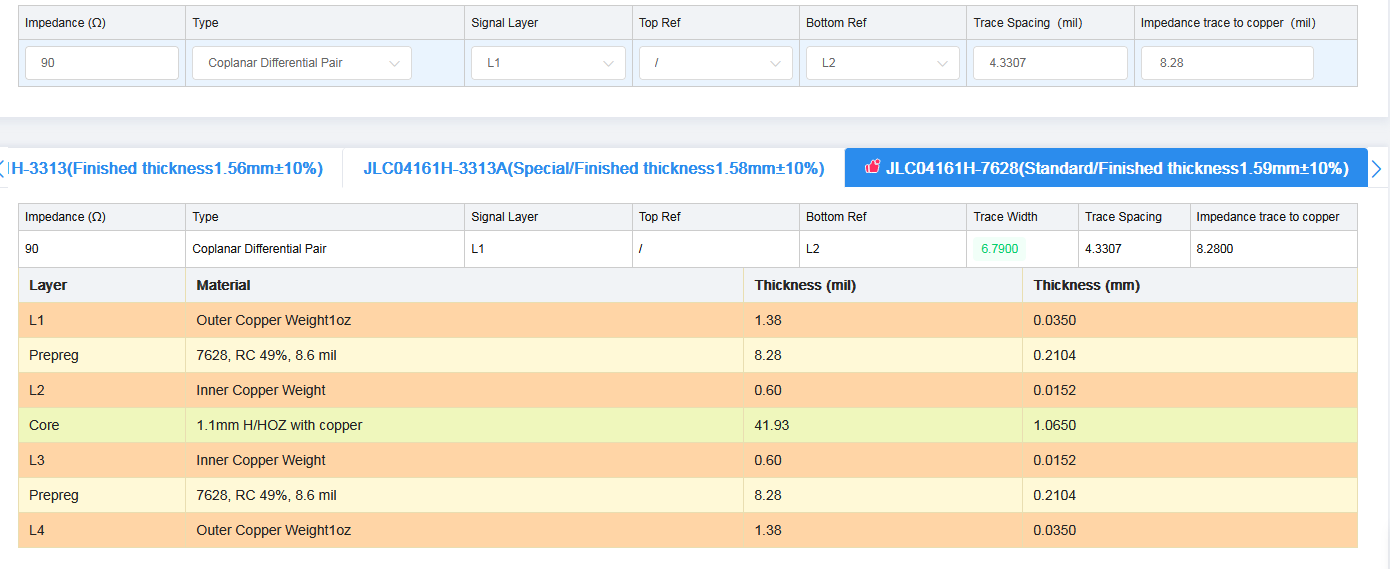 Impedance (Ω) Type Signal Layer Top Ref Bottom Ref Trace Spacing (mil) Impedance trace to copper (mil)
90 Coplanar Differential Pair L1 / L2 4.3307 8.28
1H-3313(Finished thickness1.56mm±10%) JLC04161H-3313A(Special/Finished thickness1.58mm±10%) JLC04161H-7628(Standard/Finished thickness1.59mm±10%)
Impedance (Ω) Type Signal Layer Top Ref Bottom Ref Trace Width Trace Spacing Impedance trace to copper
90 Coplanar Differential Pair L1 / L2 6.7900 4.3307 8.2800
Layer Material Thickness (mil) Thickness (mm)
L1 Outer Copper Weight1oz 1.38 0.0350
Prepreg 7628, RC 49%, 8.6 mil 8.28 0.2104
L2 Inner Copper Weight 0.60 0.0152
Core 1.1mm H/HOZ with copper 41.93 1.0650
L3 Inner Copper Weight 0.60 0.0152
Prepreg 7628, RC 49%, 8.6 mil 8.28 0.2104
L4 Outer Copper Weight1oz 1.38 0.0350